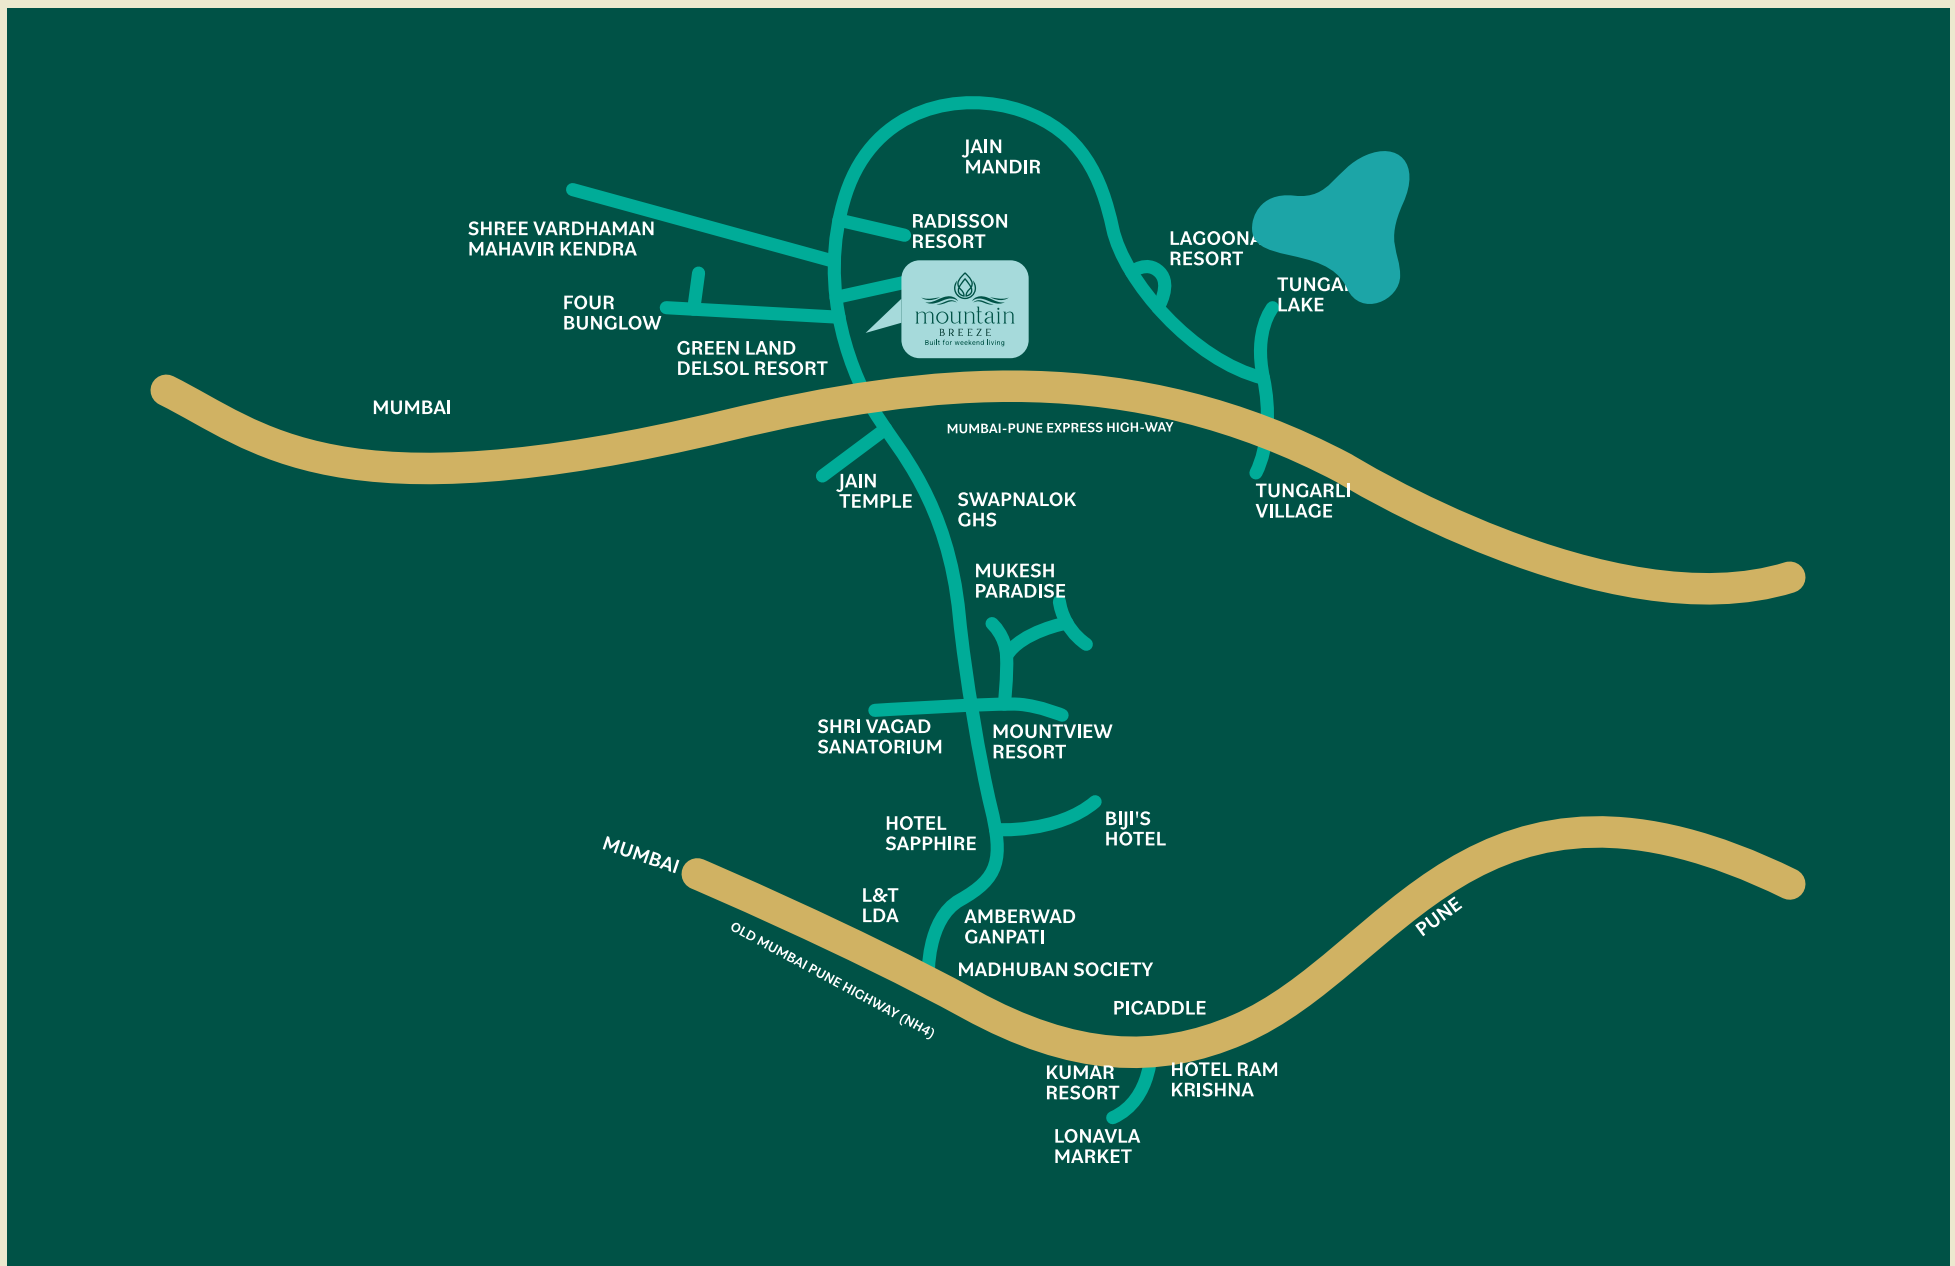 JAIN
MANDIR
SHREE VARDHAMAN
MAHAVIR KENDRA
RADISSON
RESORT
LAGOONA
RESORT
TUNGA
LAKE
FOUR
BUNGLOW
mountain
BREEZE
Built for weekend living
GREEN LAND
DELSOL RESORT
MUMBAI
MUMBAI-PUNE EXPRESS HIGH-WAY
JAIN
TEMPLE
SWAPNALOK
GHS
TUNGARLI
VILLAGE
MUKESH
PARADISE
SHRI VAGAD
SANATORIUM
MOUNTVIEW
RESORT
HOTEL
SAPPHIRE
BIJI'S
HOTEL
MUMBAI
L&T
LDA
AMBERWAD
GANPATI
PUNE
OLD MUMBAI PUNE HIGHWAY (NH4)
MADHUBAN SOCIETY
PICADDLE
KUMAR
RESORT
HOTEL RAM
KRISHNA
LONAVLA
MARKET